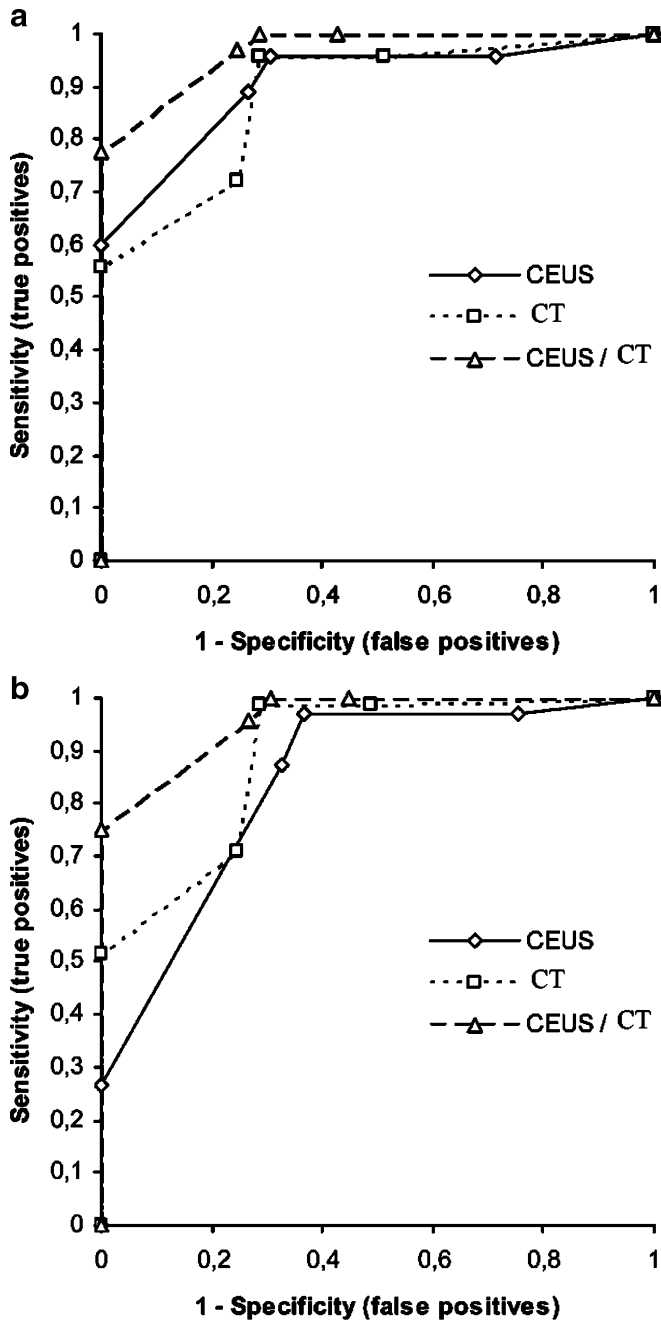 a
1
0,9
0,8
0,7
0,6
0,5
0,4
0,3
0,2
0,1
0
Sensitivity (true positives)
CEUS
CT
CEUS / CT
0 0,2 0,4 0,6 0,8 1
1 - Specificity (false positives)
b
1
0,9
0,8
0,7
0,6
0,5
0,4
0,3
0,2
0,1
0
Sensitivity (true positives)
CEUS
CT
CEUS / CT
0 0,2 0,4 0,6 0,8 1
1 - Specificity (false positives)